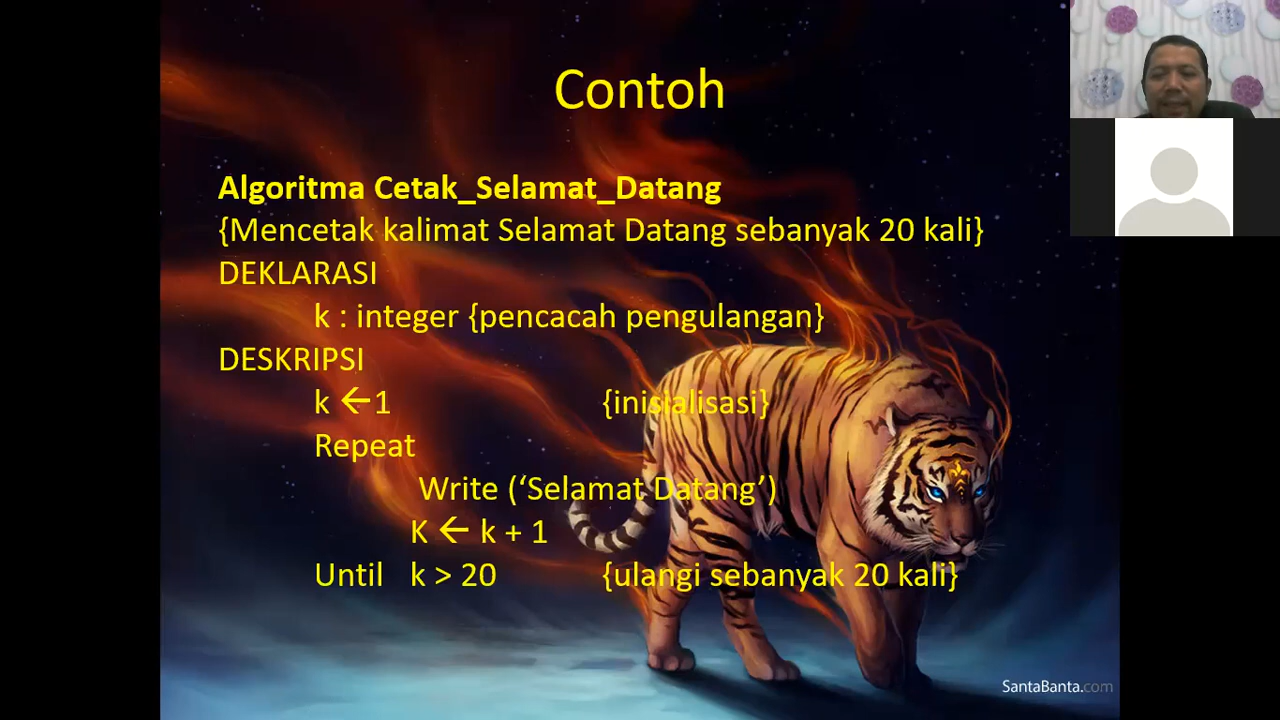 Contoh
Algoritma Cetak_Selamat_Datang
{Mencetak kalimat Selamat Datang sebanyak 20 kali}
DEKLARASI
k : integer {pencacah pengulangan}
DESKRIPSI
k ←1 {inisialisasi}
Repeat
Write (‘Selamat Datang’)
K ← k + 1
Until k > 20 {ulangi sebanyak 20 kali}
SantaBanta.com